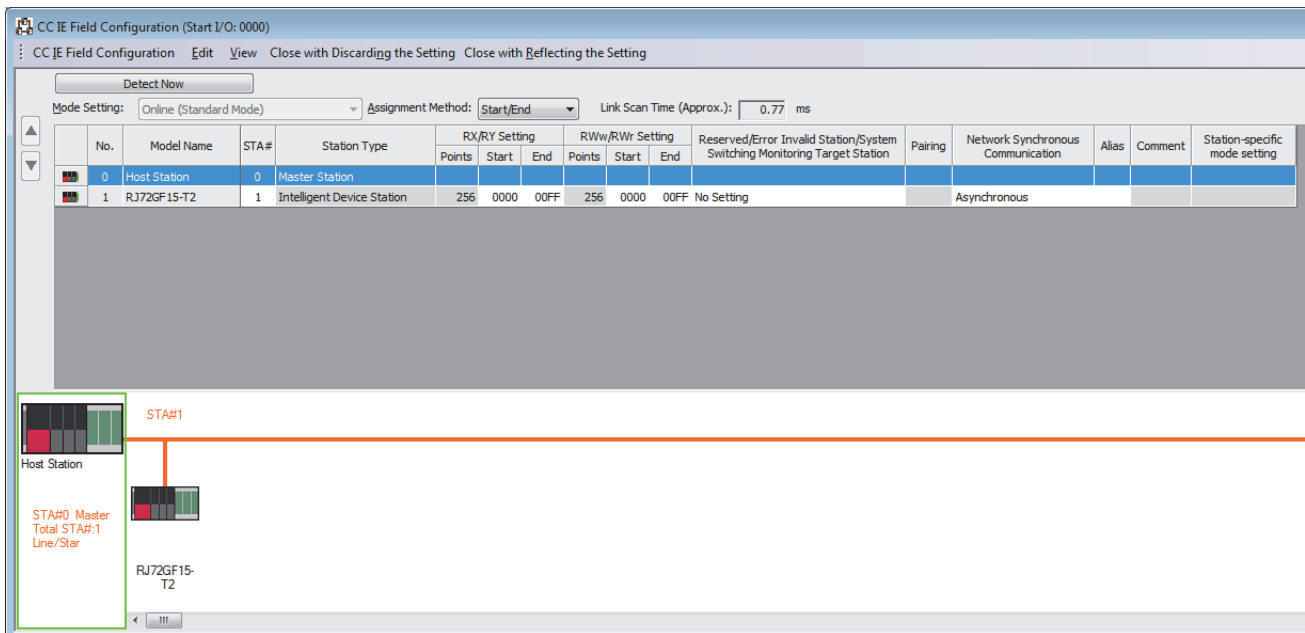 CC IE Field Configuration (Start I/O: 0000)
CC IE Field Configuration Edit View Close with Discarding the Setting Close with Reflecting the Setting
Detect Now
Mode Setting: Online (Standard Mode) Assignment Method: Start/End Link Scan Time (Approx.): 0.77 ms
No. Model Name STA# Station Type RX/RY Setting RWw/RWr Setting Reserved/Error Invalid Station/System Switching Monitoring Target Station Pairing Network Synchronous Communication Alias Comment Station-specific mode setting
Points Start End Points Start End
0 Host Station 0 Master Station
1 RJ72GF15-T2 1 Intelligent Device Station 256 0000 00FF 256 0000 00FF No Setting Asynchronous
STA#1
Host Station
STA#0 Master
Total STA#:1
Line/Star
RJ72GF15-
T2